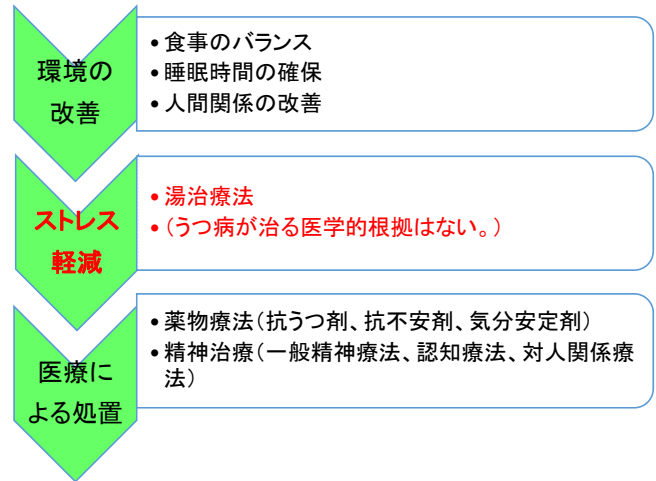 環境の
改善
•食事のバランス
•睡眠時間の確保
•人間関係の改善
ストレス
軽減
•湯治療法
•(うつ病が治る医学的根拠はない。)
医療に
よる処置
•薬物療法(抗うつ剤、抗不安剤、気分安定剤)
•精神治療(一般精神療法、認知療法、対人関係療
法)